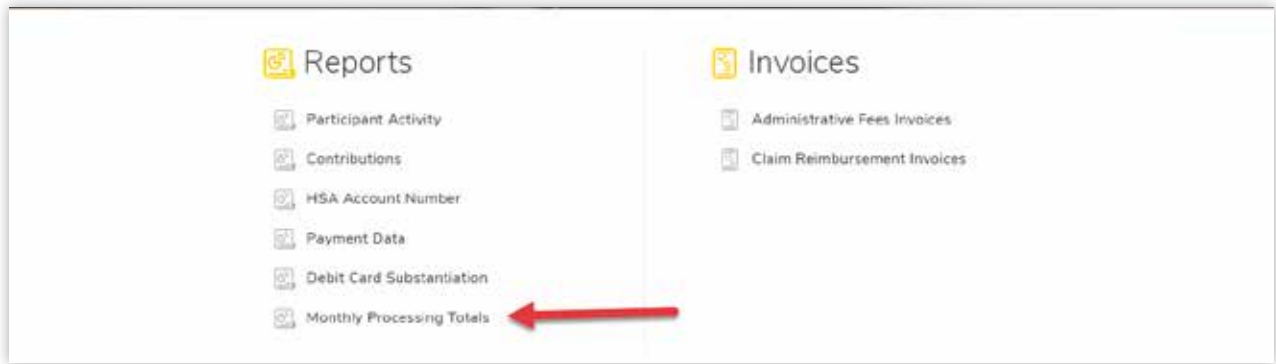 Reports
Participant Activity
Contributions
HSA Account Number
Payment Data
Debit Card Substantiation
Monthly Processing Totals
Invoices
Administrative Fees Invoices
Claim Reimbursement Invoices